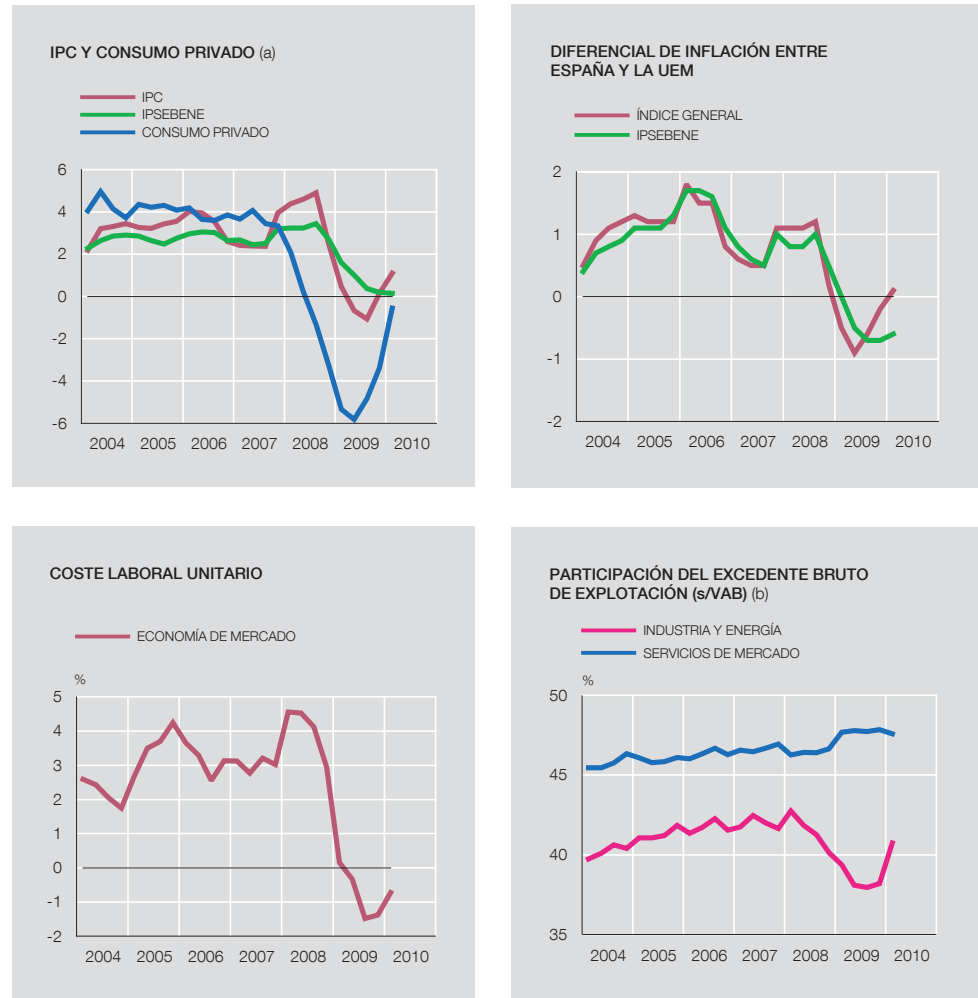 IPC Y CONSUMO PRIVADO (a)
IPC
IPSEBENE
CONSUMO PRIVADO
6
4
2
0
-2
-4
-6
2004 2005 2006 2007 2008 2009 2010
DIFERENCIAL DE INFLACIÓN ENTRE
ESPAÑA Y LA UEM
ÍNDICE GENERAL
IPSEBENE
2
1
0
-1
-2
2004 2005 2006 2007 2008 2009 2010
COSTE LABORAL UNITARIO
ECONOMÍA DE MERCADO
%
5
4
3
2
1
0
-1
-2
2004 2005 2006 2007 2008 2009 2010
PARTICIPACIÓN DEL EXCEDENTE BRUTO
DE EXPLOTACIÓN (s/VAB) (b)
INDUSTRIA Y ENERGÍA
SERVICIOS DE MERCADO
%
50
45
40
35
2004 2005 2006 2007 2008 2009 2010